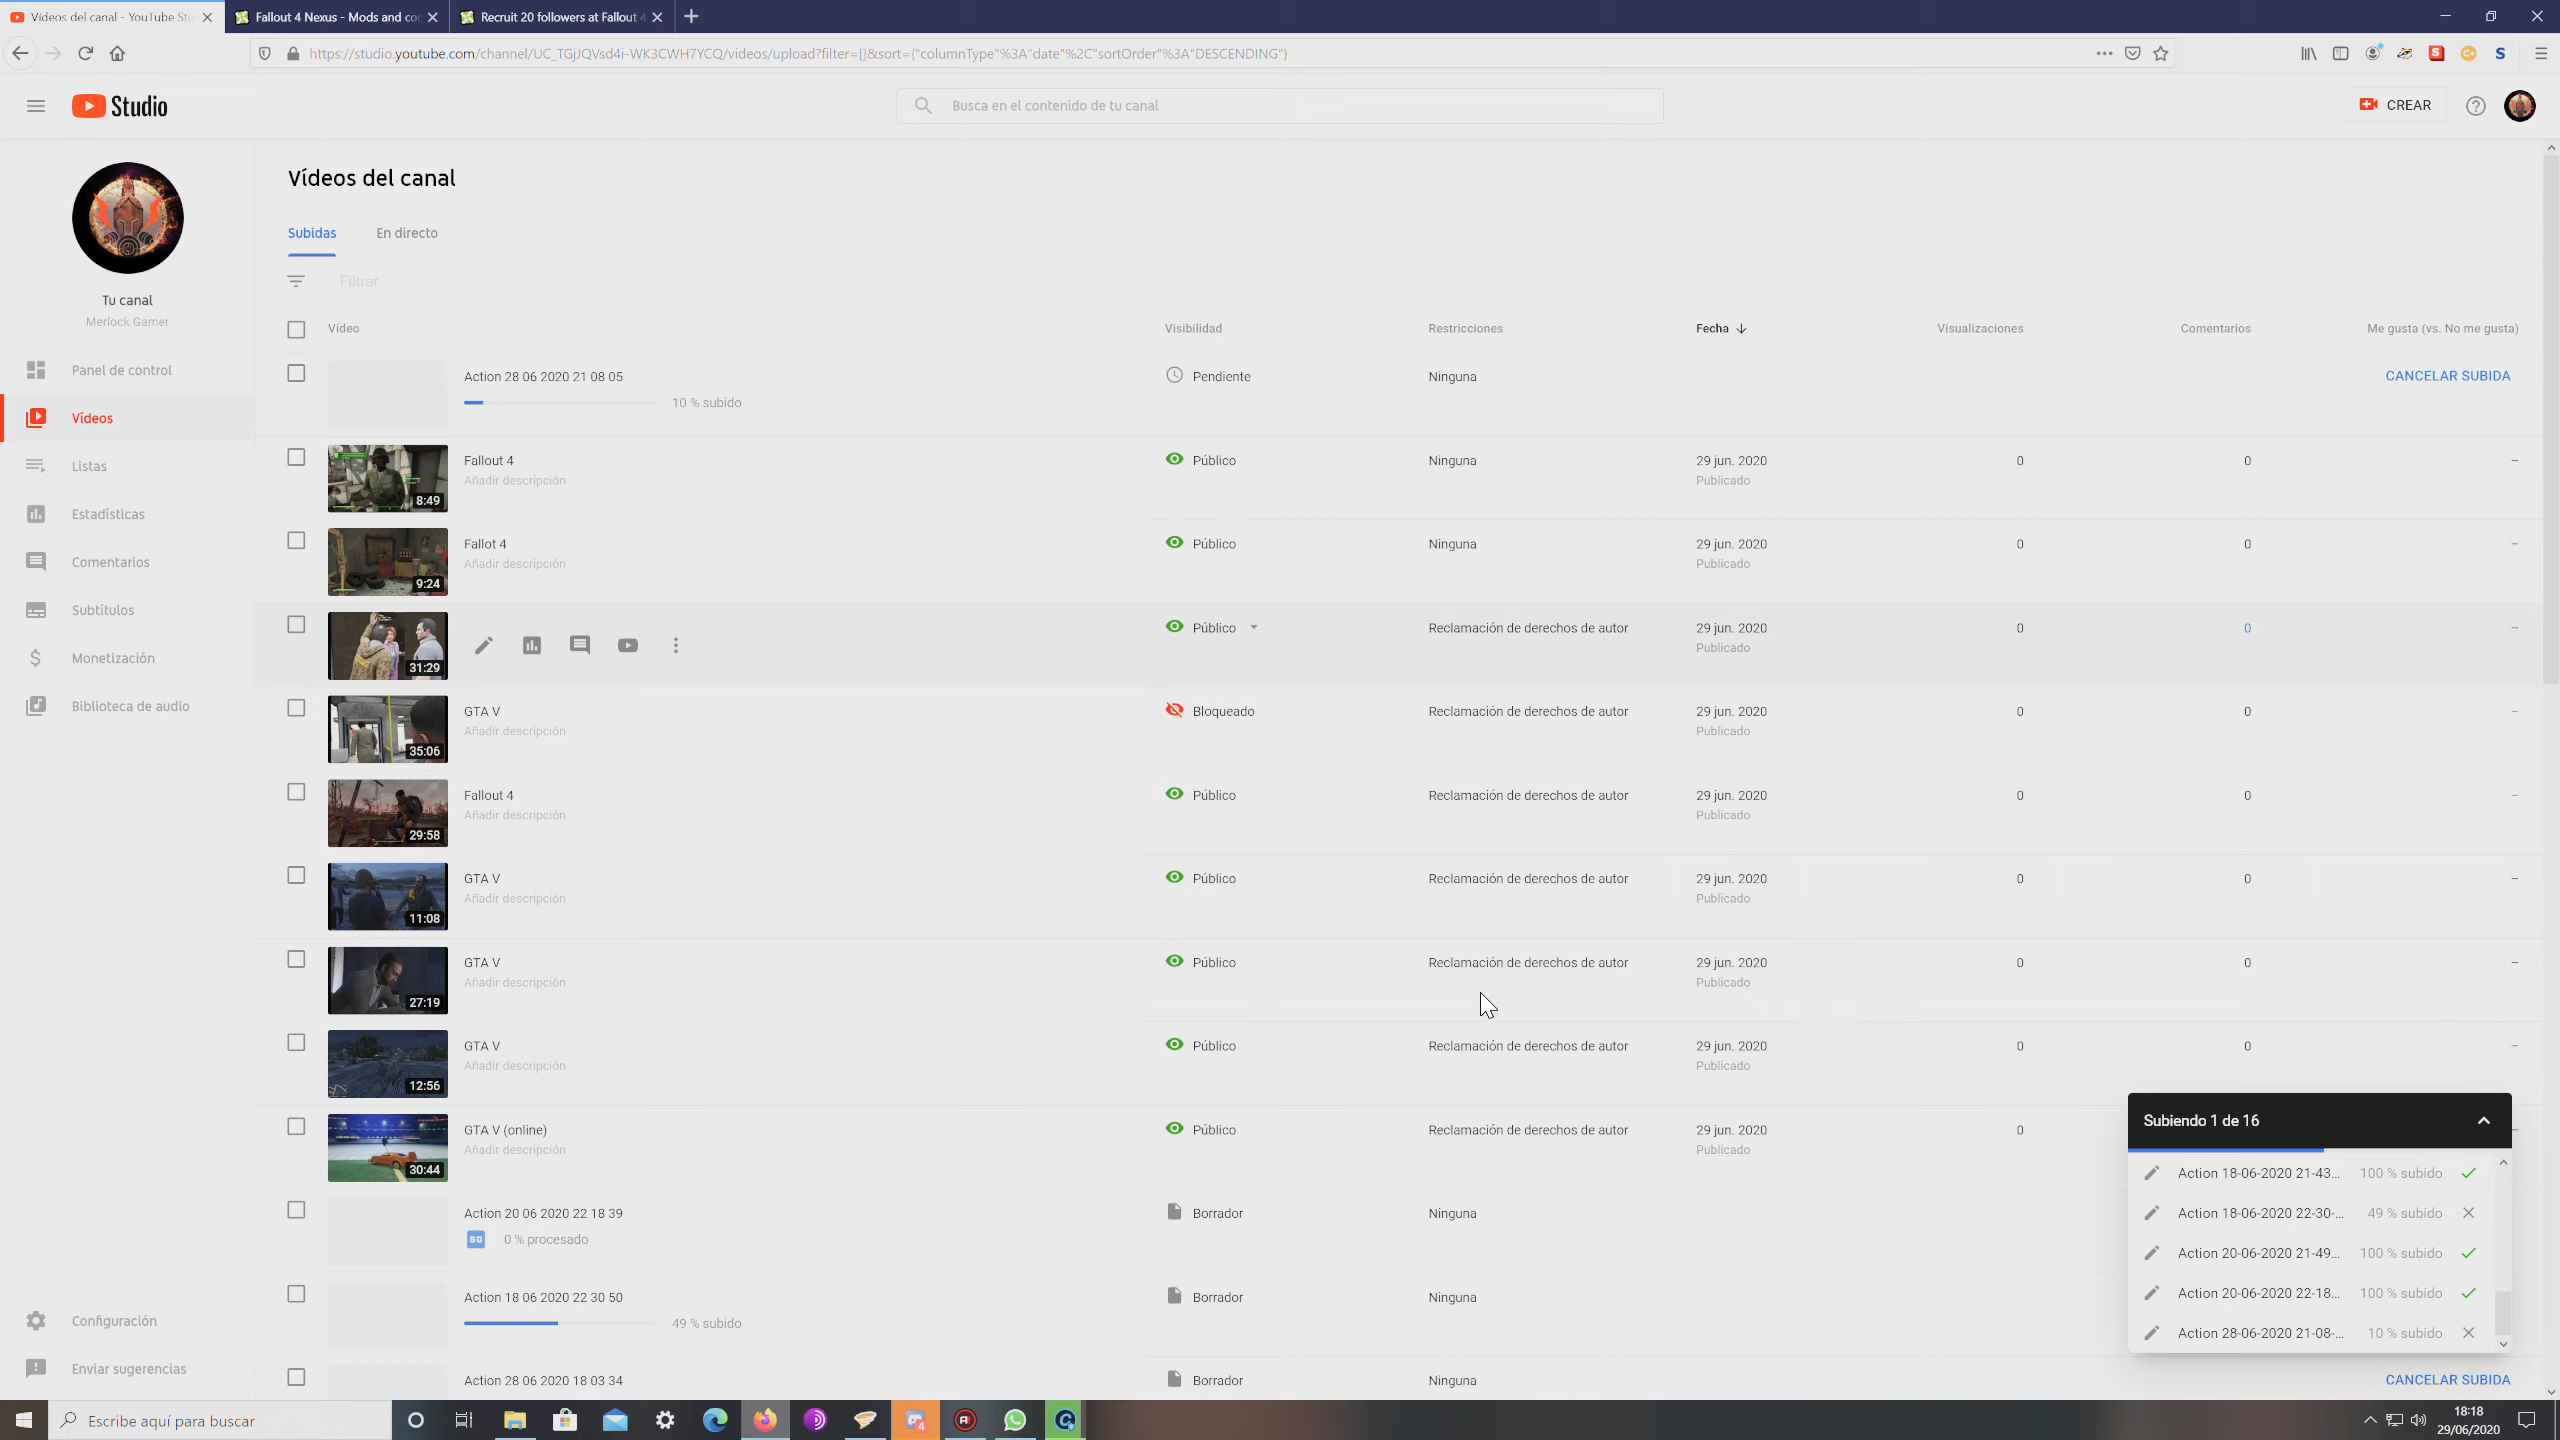 Vídeos del canal - YouTube Stu
Fallout 4 Nexus - Mods and co
Recruit 20 followers at Fallout 4
https://studio.youtube.com/channel/UC_TGjJQVsd4i-WK3CWH7YCQ/videos/upload?filter=[]&sort={"columnType"%3A"date"%2C"sortOrder"%3A"DESCENDING"}
Studio
Busca en el contenido de tu canal
CREAR
Tu canal
Merlock Gamer
Panel de control
Vídeos
Listas
Estadísticas
Comentarios
Subtítulos
Monetización
Biblioteca de audio
Configuración
Enviar sugerencias
Vídeos del canal
Subidas En directo
Filtrar
Vídeo Visibilidad Restricciones Fecha Visualizaciones Comentarios Me gusta (vs. No me gusta)
Action 28 06 2020 21 08 05 Pendiente Ninguna CANCELAR SUBIDA
10 % subido
Fallout 4 Público Ninguna 29 jun. 2020 0 0 –
8:49 Añadir descripción Publicado
Fallot 4 Público Ninguna 29 jun. 2020 0 0 –
9:24 Añadir descripción Publicado
Público Reclamación de derechos de autor 29 jun. 2020 0 0 –
31:29 Publicado
GTA V Bloqueado Reclamación de derechos de autor 29 jun. 2020 0 0 –
35:06 Añadir descripción Publicado
Fallout 4 Público Reclamación de derechos de autor 29 jun. 2020 0 0 –
29:58 Añadir descripción Publicado
GTA V Público Reclamación de derechos de autor 29 jun. 2020 0 0 –
11:08 Añadir descripción Publicado
GTA V Público Reclamación de derechos de autor 29 jun. 2020 0 0 –
27:19 Añadir descripción Publicado
GTA V Público Reclamación de derechos de autor 29 jun. 2020 0 0 –
12:56 Añadir descripción Publicado
GTA V (online) Público Reclamación de derechos de autor 29 jun. 2020 0 –
30:44 Añadir descripción Publicado
Action 20 06 2020 22 18 39 Borrador Ninguna
SD 0 % procesado
Action 18 06 2020 22 30 50 Borrador Ninguna
49 % subido
Action 28 06 2020 18 03 34 Borrador Ninguna CANCELAR SUBIDA
Subiendo 1 de 16
Action 18-06-2020 21-43... 100 % subido
Action 18-06-2020 22-30-... 49 % subido
Action 20-06-2020 21-49... 100 % subido
Action 20-06-2020 22-18... 100 % subido
Action 28-06-2020 21-08-... 10 % subido
Escribe aquí para buscar
4
18:18
29/06/2020